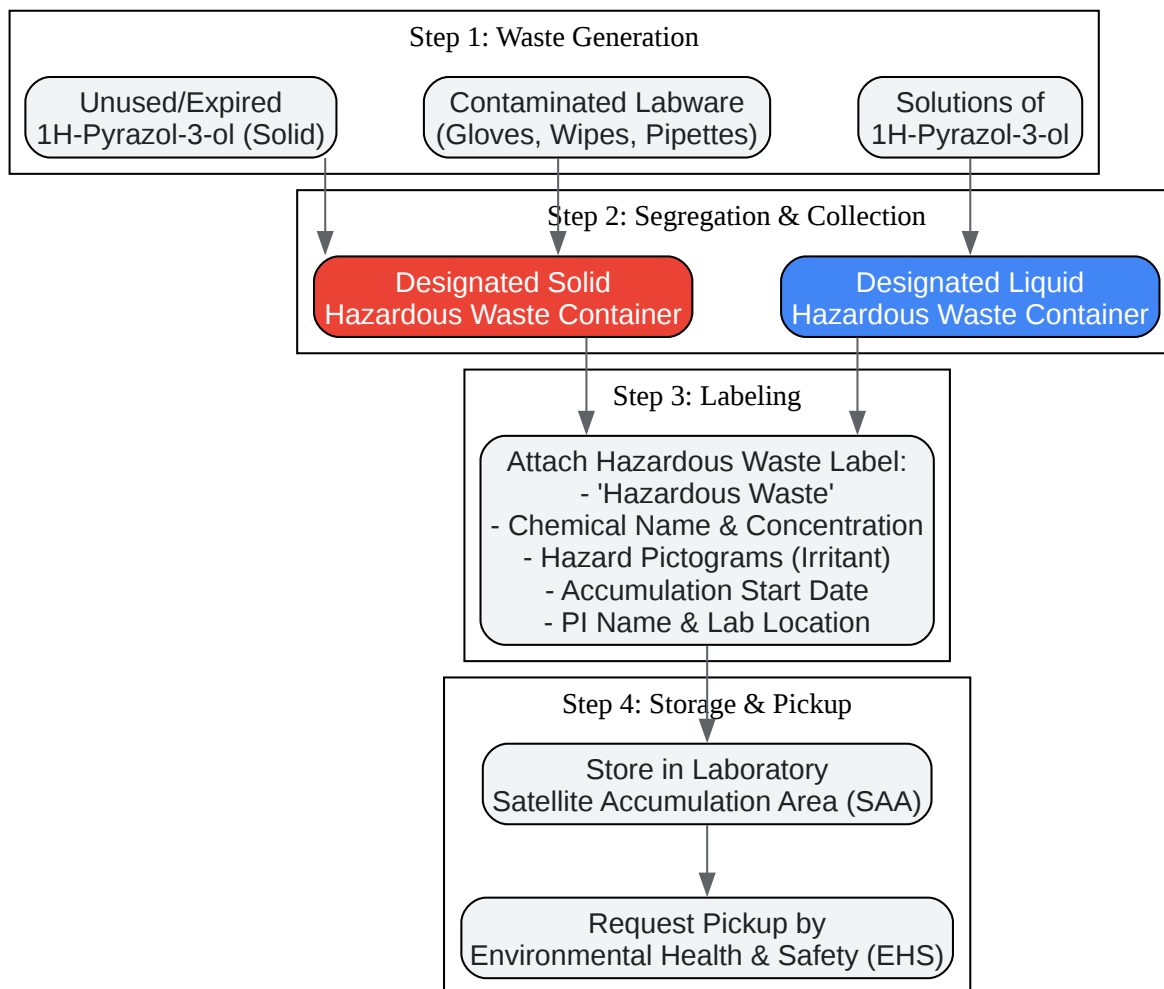 Step 1: Waste Generation
Unused/Expired
1H-Pyrazol-3-ol (Solid)
Contaminated Labware
(Gloves, Wipes, Pipettes)
Solutions of
1H-Pyrazol-3-ol
Step 2: Segregation & Collection
Designated Solid
Hazardous Waste Container
Designated Liquid
Hazardous Waste Container
Step 3: Labeling
Attach Hazardous Waste Label:
- 'Hazardous Waste'
- Chemical Name & Concentration
- Hazard Pictograms (Irritant)
- Accumulation Start Date
- PI Name & Lab Location
Step 4: Storage & Pickup
Store in Laboratory
Satellite Accumulation Area (SAA)
Request Pickup by
Environmental Health & Safety (EHS)